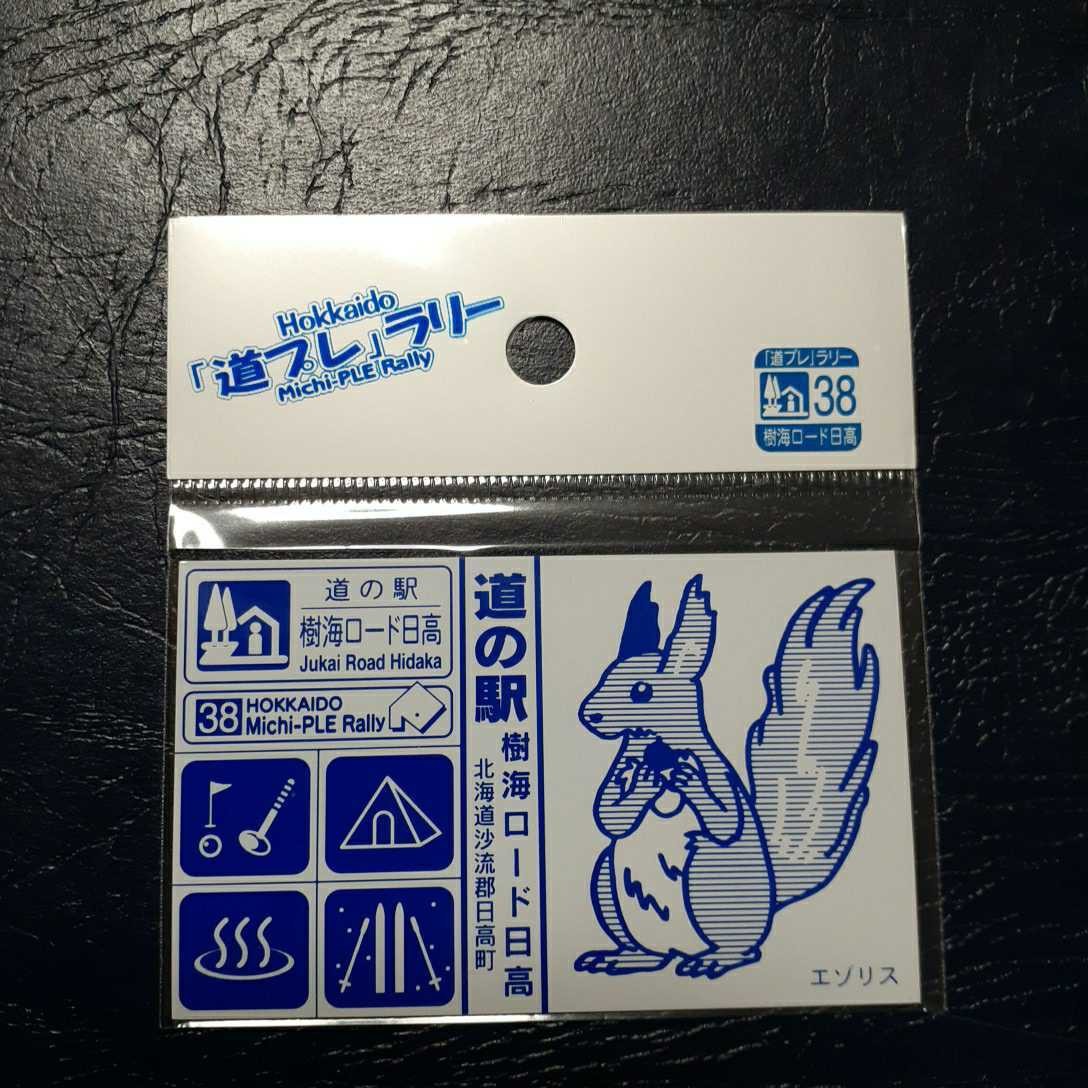 Hokkaido
「道プレ」ラリー
Michi-PLE Rally
「道プレ」ラリー
38
樹海ロード日高
道の駅
樹海ロード日高
Jukai Road Hidaka
38 HOKKAIDO
Michi-PLE Rally
道の駅 樹海ロード日高
北海道沙流郡日高町
エゾリス